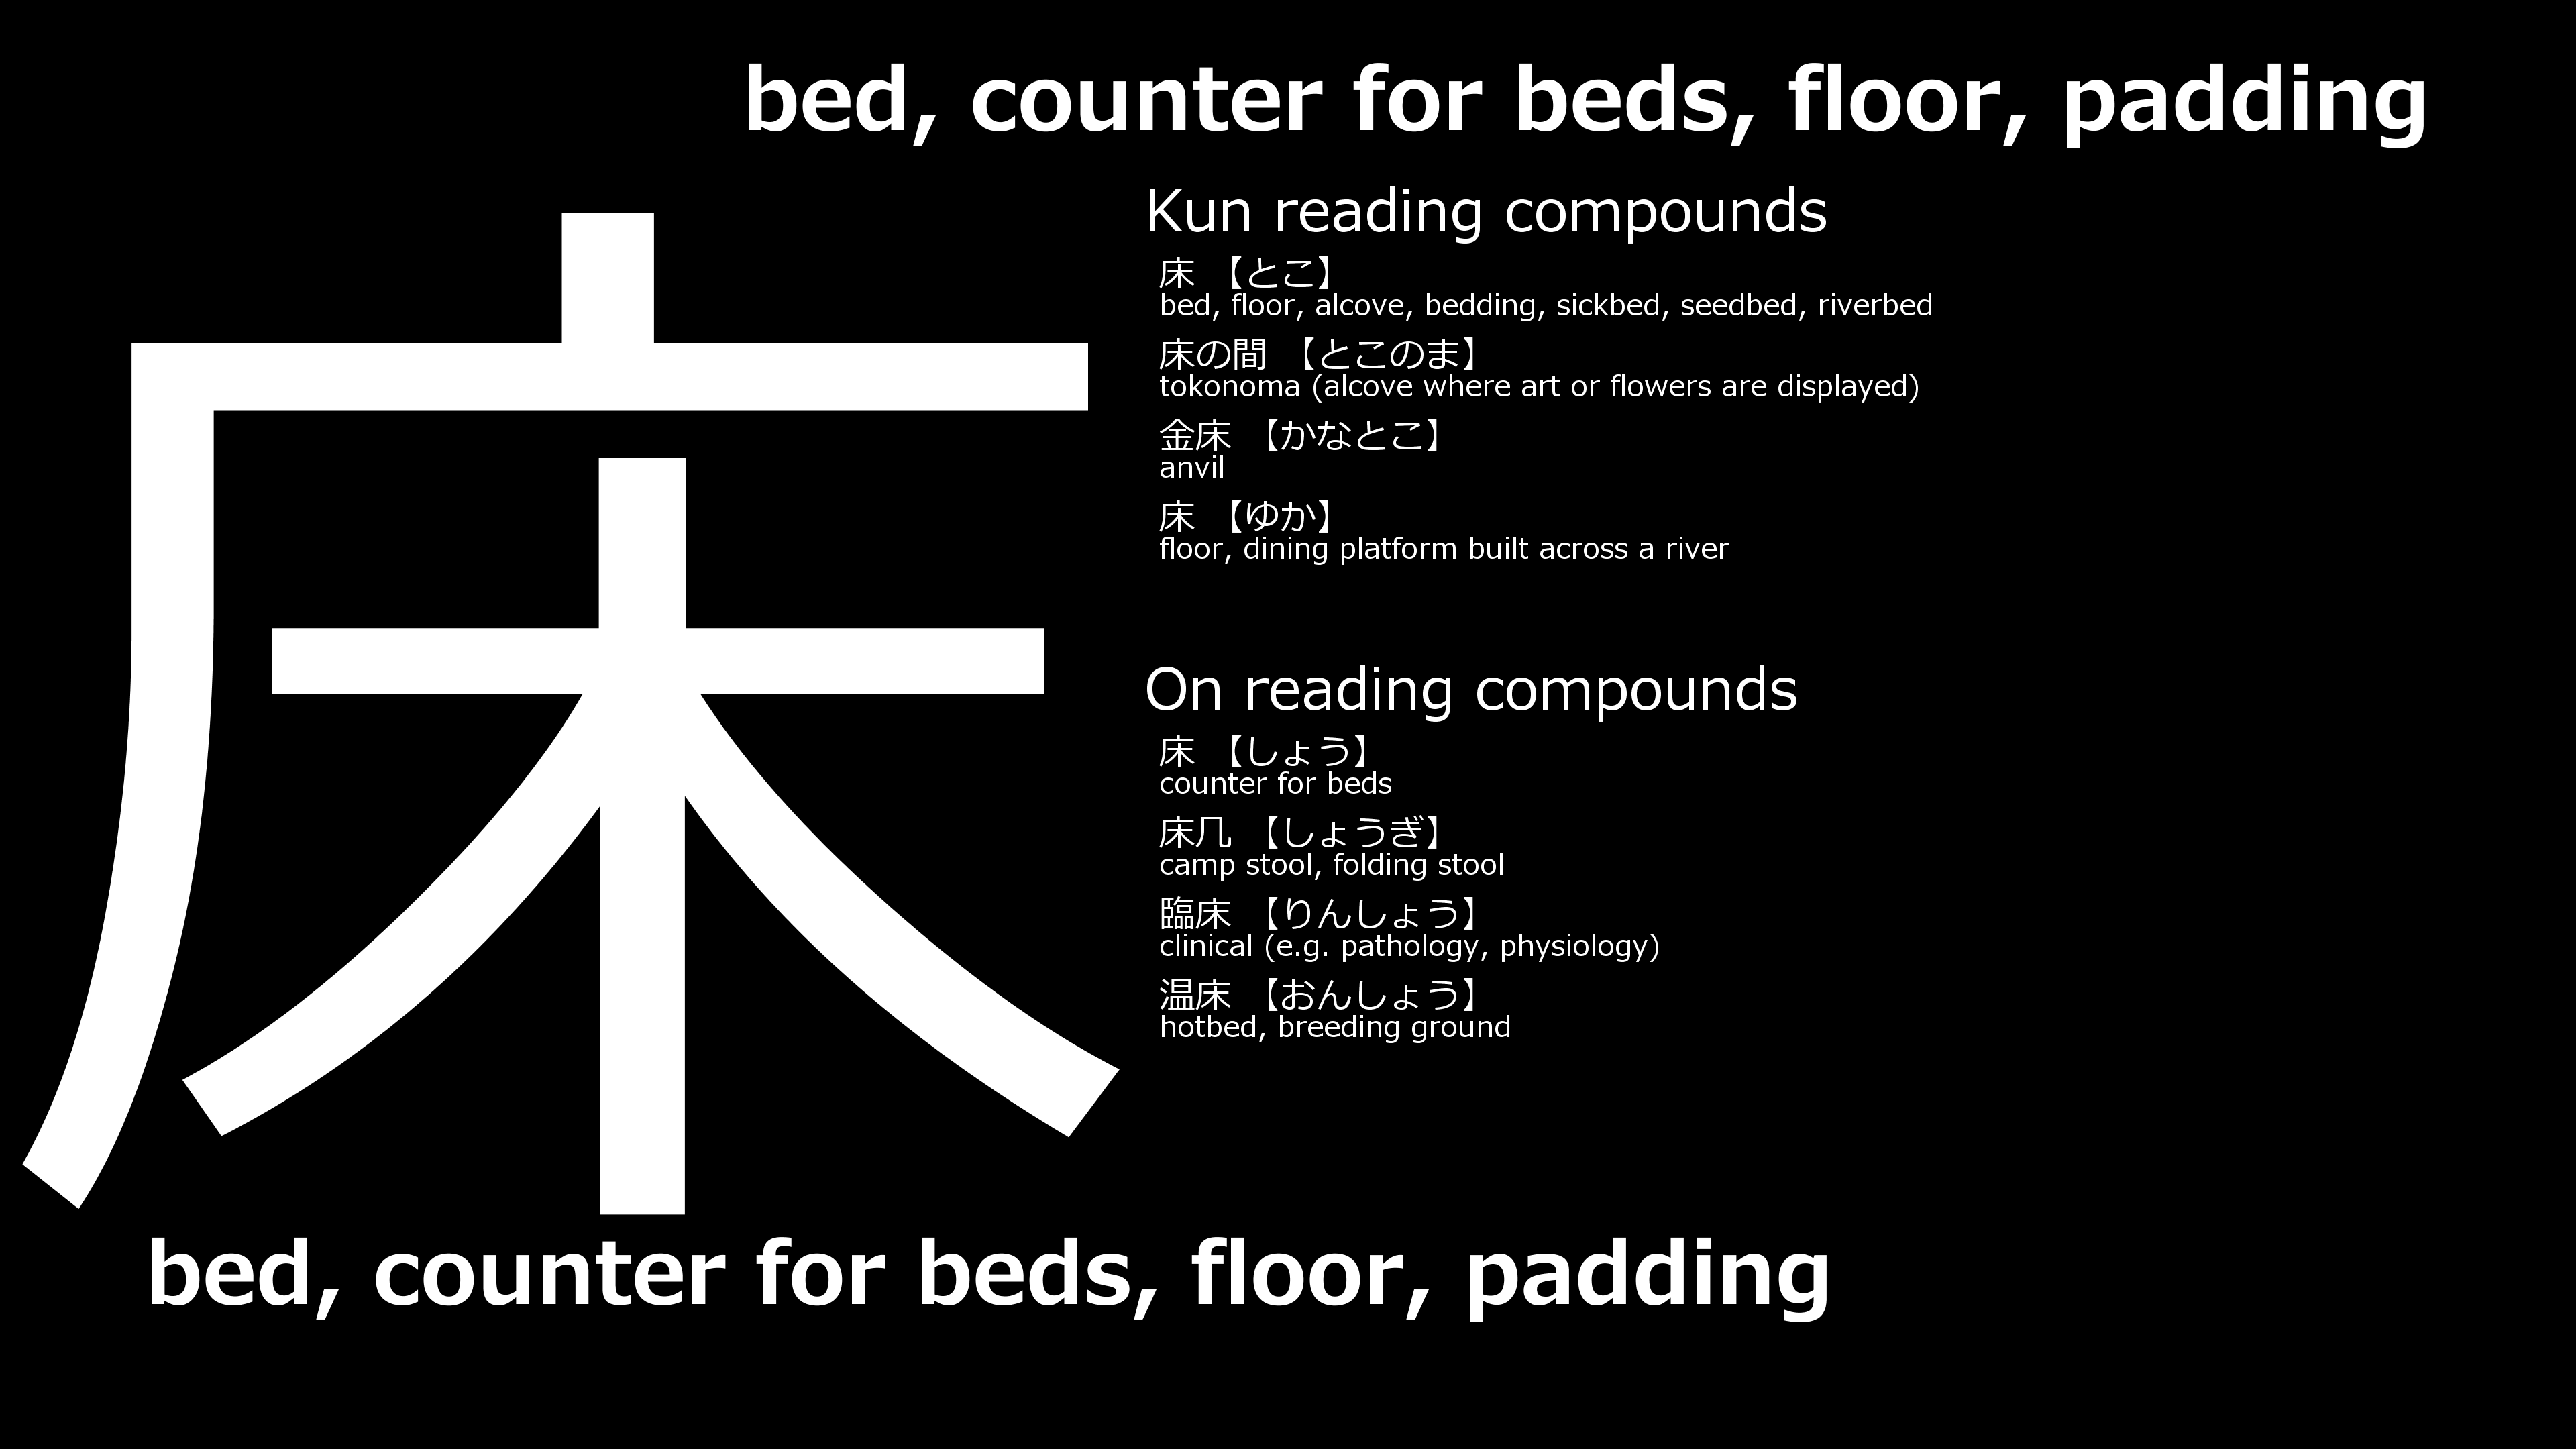 bed, counter for beds, floor, padding
床
Kun reading compounds
床 【とこ】
bed, floor, alcove, bedding, sickbed, seedbed, riverbed
床の間 【とこのま】
tokonoma (alcove where art or flowers are displayed)
金床 【かなとこ】
anvil
床 【ゆか】
floor, dining platform built across a river
On reading compounds
床 【しょう】
counter for beds
床几 【しょうぎ】
camp stool, folding stool
臨床 【りんしょう】
clinical (e.g. pathology, physiology)
温床 【おんしょう】
hotbed, breeding ground
bed, counter for beds, floor, padding